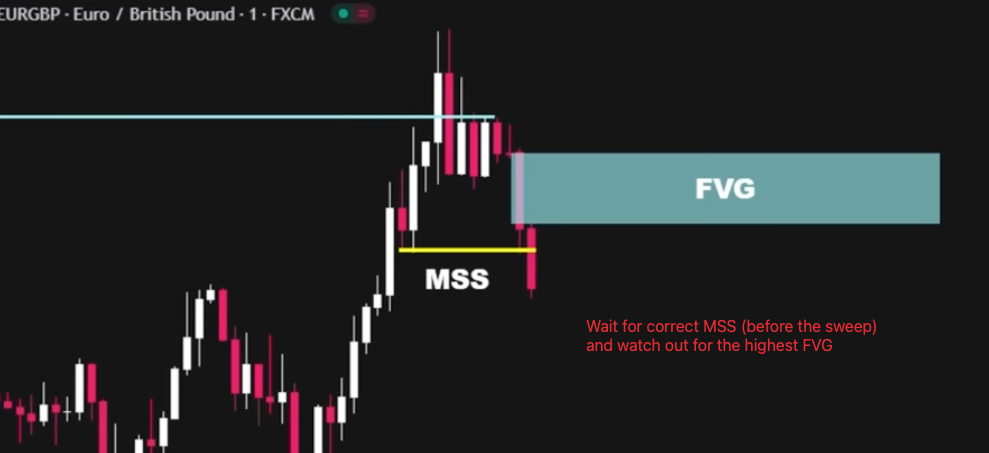 EURGBP · Euro / British Pound · 1 · FXCM
FVG
MSS
Wait for correct MSS (before the sweep)
and watch out for the highest FVG